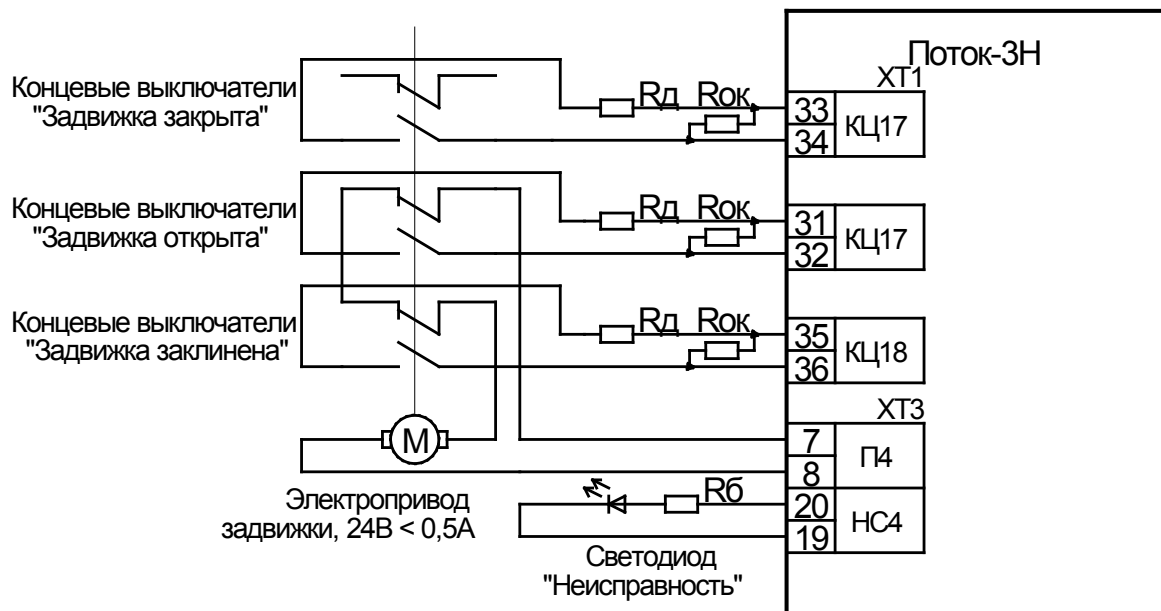 Поток-3Н
ХТ1
Концевые выключатели
"Задвижка закрыта"
Rд Rок
33
34
КЦ17
Концевые выключатели
"Задвижка открыта"
Rд Rок
31
32
КЦ17
Концевые выключатели
"Задвижка заклинена"
Rд Rок
35
36
КЦ18
ХТ3
М
7
8
П4
Электропривод
задвижки, 24В < 0,5А
Rб
20
19
НС4
Светодиод
"Неисправность"